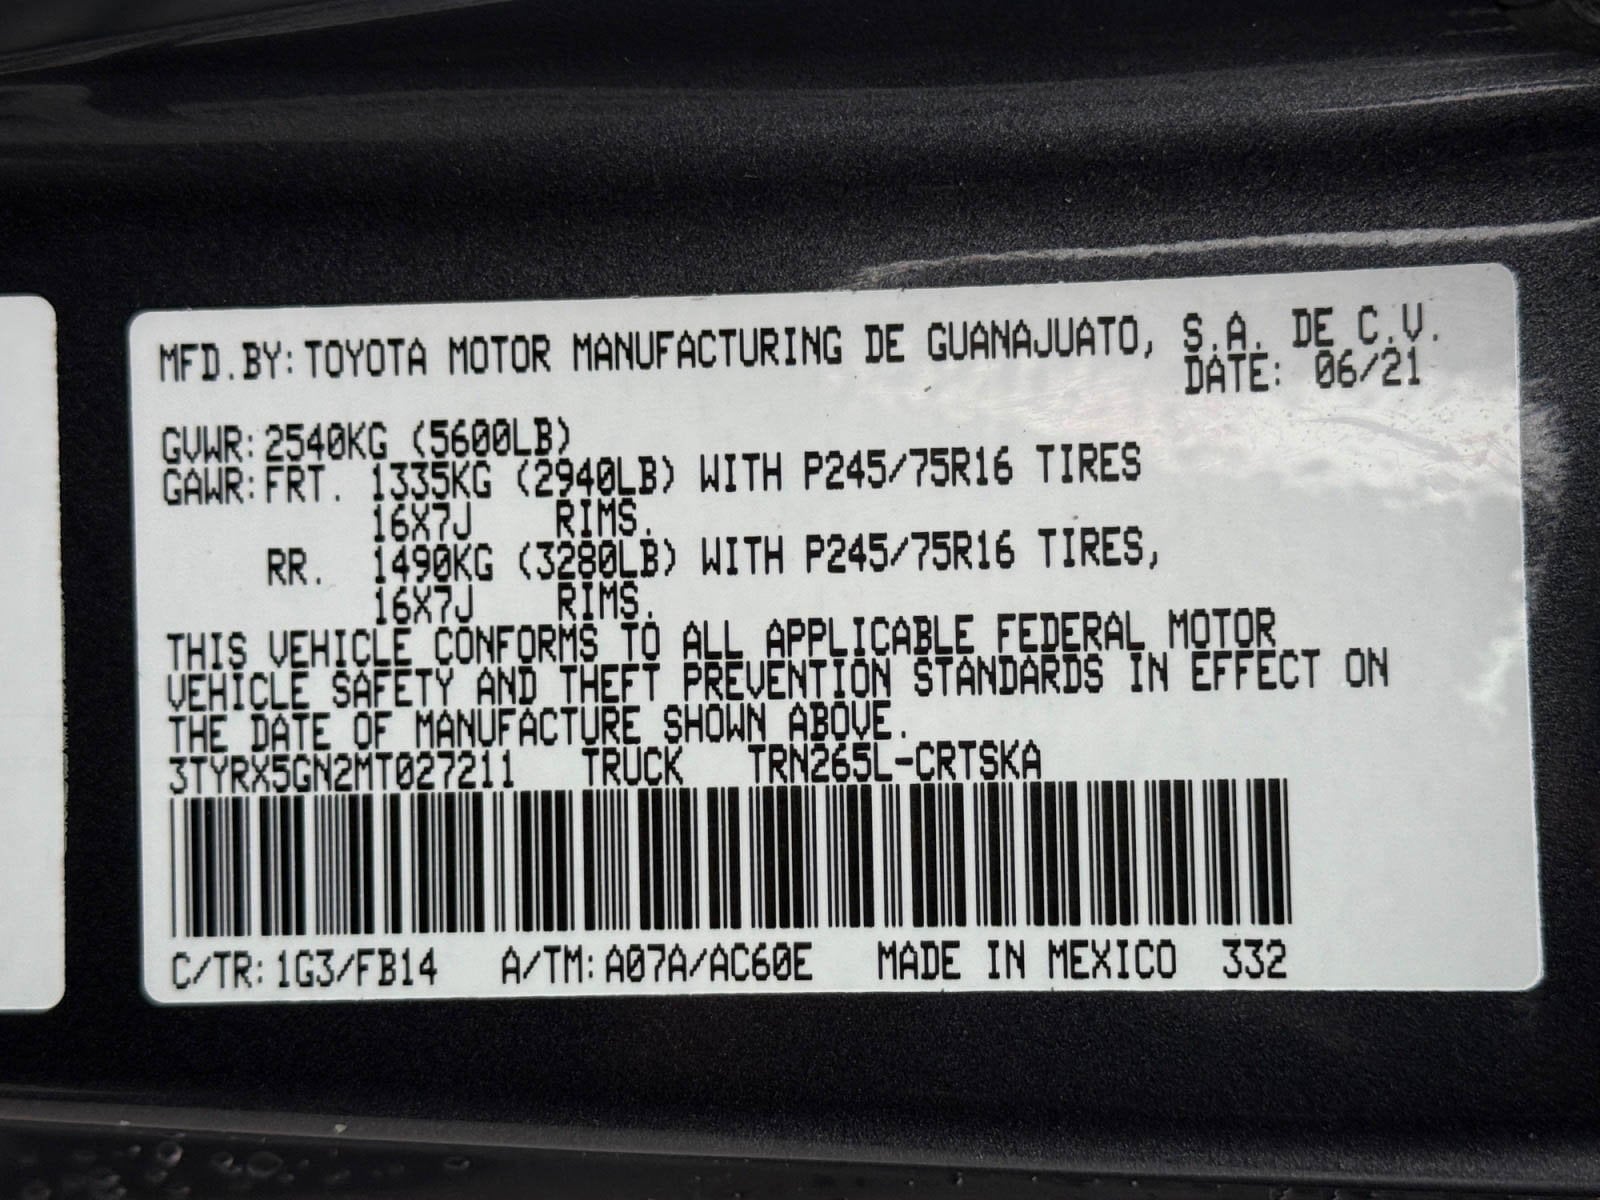 MFD.BY: TOYOTA MOTOR MANUFACTURING DE GUANAJUATO, S.A. DE C.V.
DATE: 06/21
GVWR: 2540KG (5600LB)
GAWR: FRT. 1335KG (2940LB) WITH P245/75R16 TIRES
16X7J RIMS.
RR. 1490KG (3280LB) WITH P245/75R16 TIRES,
16X7J RIMS.
THIS VEHICLE CONFORMS TO ALL APPLICABLE FEDERAL MOTOR
VEHICLE SAFETY AND THEFT PREVENTION STANDARDS IN EFFECT ON
THE DATE OF MANUFACTURE SHOWN ABOVE.
3TYRX5GN2MT027211 TRUCK TRN265L-CRTSKA
C/TR: 1G3/FB14 A/TM: A07A/AC60E MADE IN MEXICO 332